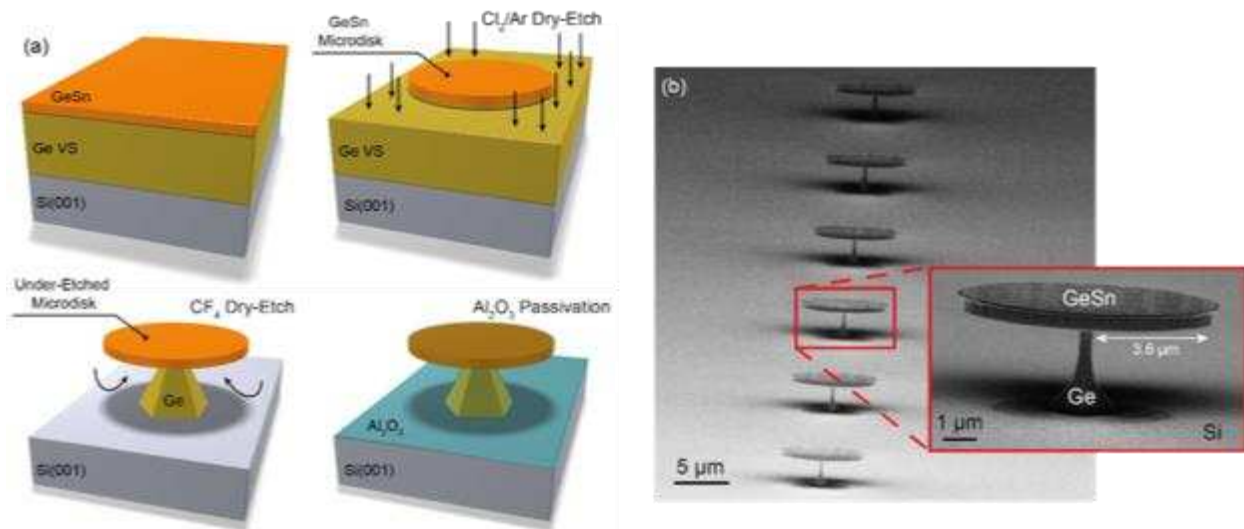 (a)
GeSn
Microdisk
Cl₂/Ar Dry-Etch
GeSn
Ge VS
Si(001)
Ge VS
Si(001)
Under-Etched
Microdisk
CF₄ Dry-Etch
Ge
Si(001)
Al₂O₃ Passivation
Al₂O₃
Si(001)
(b)
5 µm
GeSn
3.6 µm
Ge
1 µm
Si